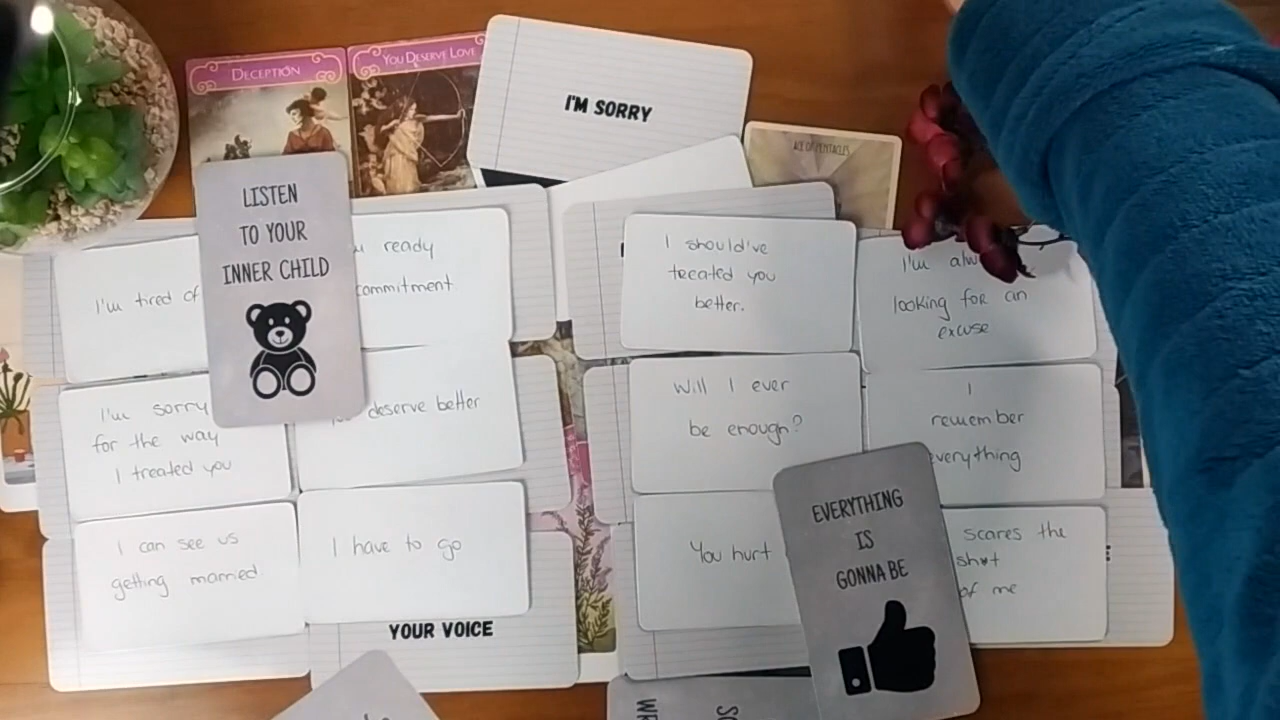 DECEPTION
YOU DESERVE LOVE
I'M SORRY
ACE OF PENTACLES
LISTEN
TO YOUR
INNER CHILD
I'm tired of
ready
commitment
I'm sorry
for the way
I treated you
deserve better
I can see us
getting married
I have to go
YOUR VOICE
I should've
treated you
better.
I'm
looking for an
excuse
Will I ever
be enough?
I
remember
everything
You hurt
scares the
sh*t
of me
EVERYTHING
IS
GONNA BE